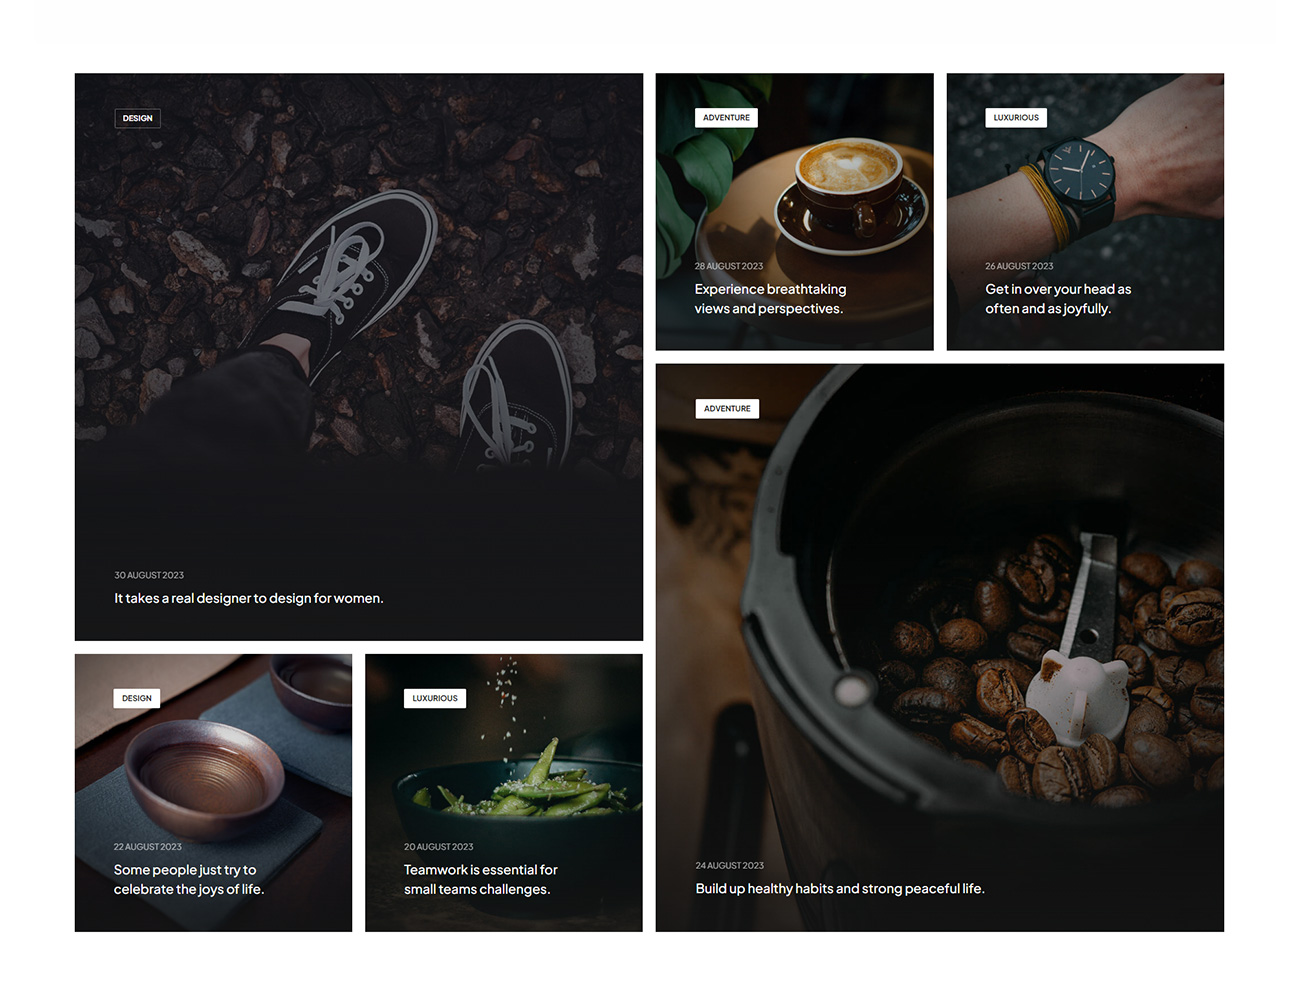 DESIGN
30 AUGUST 2023
It takes a real designer to design for women.
ADVENTURE
28 AUGUST 2023
Experience breathtaking
views and perspectives.
LUXURIOUS
26 AUGUST 2023
Get in over your head as
often and as joyfully.
ADVENTURE
24 AUGUST 2023
Build up healthy habits and strong peaceful life.
DESIGN
22 AUGUST 2023
Some people just try to
celebrate the joys of life.
LUXURIOUS
20 AUGUST 2023
Teamwork is essential for
small teams challenges.